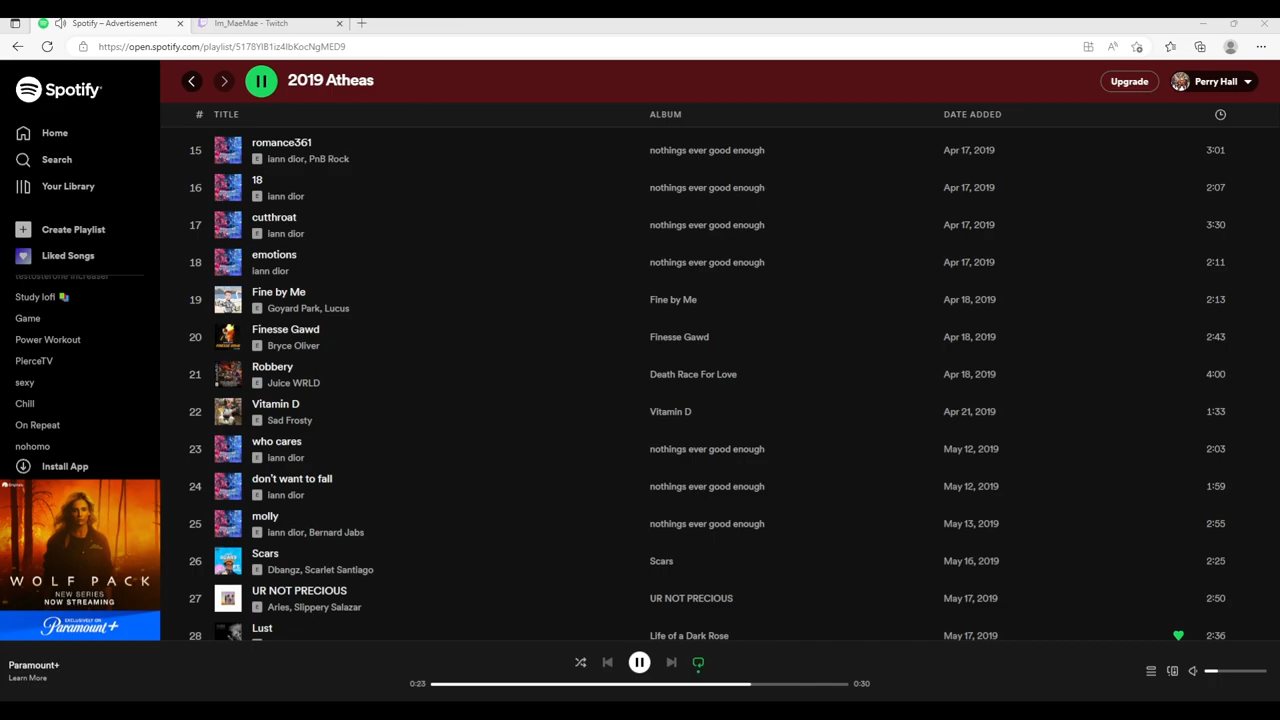 Spotify – Advertisement
Im_MaeMae - Twitch
https://open.spotify.com/playlist/5178YlB1iz4lbKocNgMED9
Spotify
2019 Atheas
Upgrade
Perry Hall
Home
Search
Your Library
Create Playlist
Liked Songs
testosterone increaser
Study lofi
Game
Power Workout
PierceTV
sexy
Chill
On Repeat
nohomo
Install App
# TITLE ALBUM DATE ADDED
15 romance361 nothings ever good enough Apr 17, 2019 3:01
E iann dior, PnB Rock
16 18 nothings ever good enough Apr 17, 2019 2:07
E iann dior
17 cutthroat nothings ever good enough Apr 17, 2019 3:30
E iann dior
18 emotions nothings ever good enough Apr 17, 2019 2:11
iann dior
19 Fine by Me Fine by Me Apr 18, 2019 2:13
E Goyard Park, Lucus
20 Finesse Gawd Finesse Gawd Apr 18, 2019 2:43
E Bryce Oliver
21 Robbery Death Race For Love Apr 18, 2019 4:00
E Juice WRLD
22 Vitamin D Vitamin D Apr 21, 2019 1:33
E Sad Frosty
23 who cares nothings ever good enough May 12, 2019 2:03
E iann dior
24 don't want to fall nothings ever good enough May 12, 2019 1:59
E iann dior
25 molly nothings ever good enough May 13, 2019 2:55
E iann dior, Bernard Jabs
26 Scars Scars May 16, 2019 2:25
E Dbangz, Scarlet Santiago
27 UR NOT PRECIOUS UR NOT PRECIOUS May 17, 2019 2:50
E Aries, Slippery Salazar
28 Lust Life of a Dark Rose May 17, 2019 2:36
WOLF PACK
NEW SERIES
NOW STREAMING
EXCLUSIVELY ON
Paramount+
Paramount+
Learn More
0:23
0:30